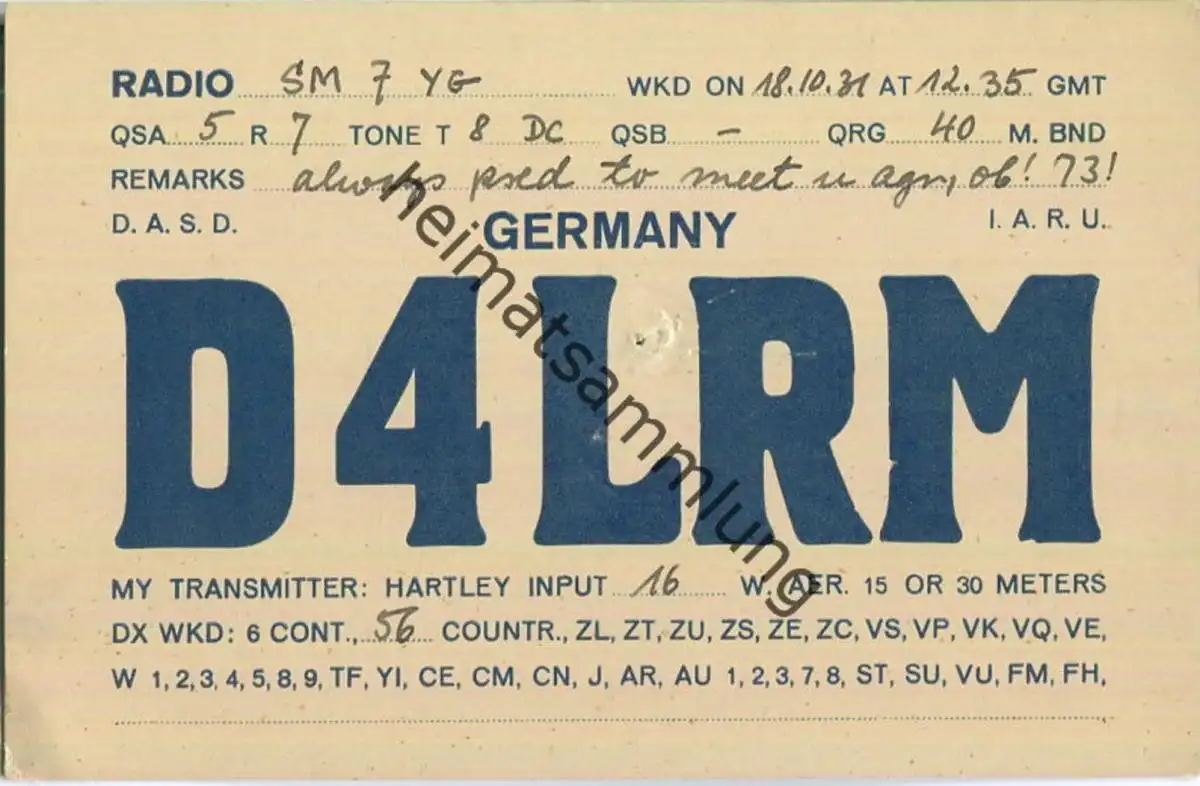 RADIO SM 7 YG WKD ON 18.10.31 AT 12.35 GMT
QSA 5 R 7 TONE T 8 DC QSB - QRG 40 M. BND
REMARKS always psed to meet u agn, ob! 73!
D. A. S. D. GERMANY I. A. R. U.
D4LRM
heimatsammlung
MY TRANSMITTER: HARTLEY INPUT 16 W. AER. 15 OR 30 METERS
DX WKD: 6 CONT., 56 COUNTR., ZL, ZT, ZU, ZS, ZE, ZC, VS, VP, VK, VQ, VE,
W 1, 2, 3, 4, 5, 8, 9, TF, YI, CE, CM, CN, J, AR, AU 1, 2, 3, 7, 8, ST, SU, VU, FM, FH,